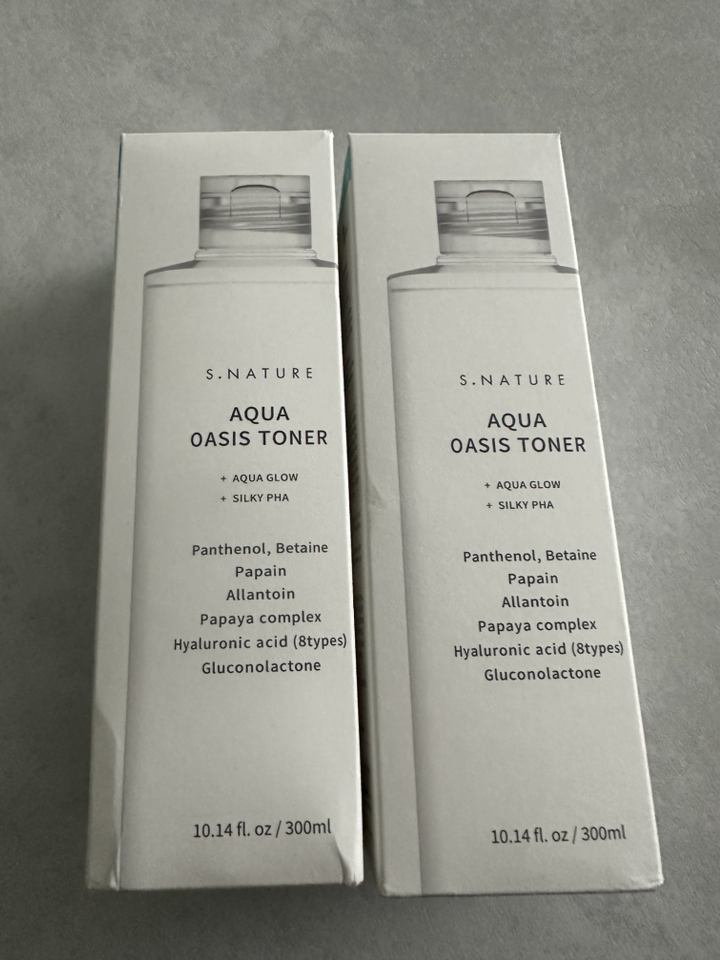 S.NATURE
AQUA
OASIS TONER
+ AQUA GLOW
+ SILKY PHA
Panthenol, Betaine
Papain
Allantoin
Papaya complex
Hyaluronic acid (8types)
Gluconolactone
10.14 fl. oz / 300ml
S.NATURE
AQUA
OASIS TONER
+ AQUA GLOW
+ SILKY PHA
Panthenol, Betaine
Papain
Allantoin
Papaya complex
Hyaluronic acid (8types)
Gluconolactone
10.14 fl. oz / 300ml